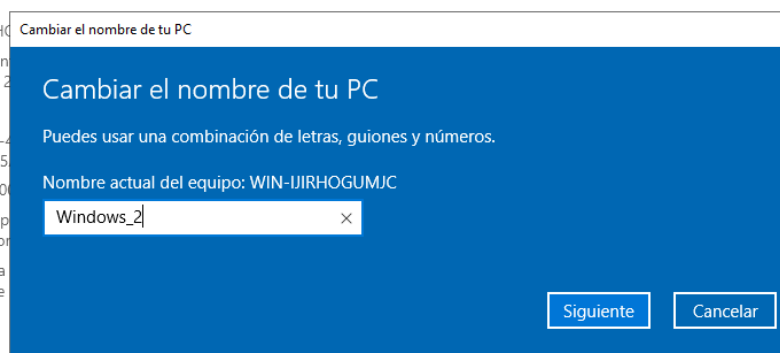 Cambiar el nombre de tu PC
Cambiar el nombre de tu PC
Puedes usar una combinación de letras, guiones y números.
Nombre actual del equipo: WIN-IJIRHOGUMJC
Windows_2
Siguiente
Cancelar